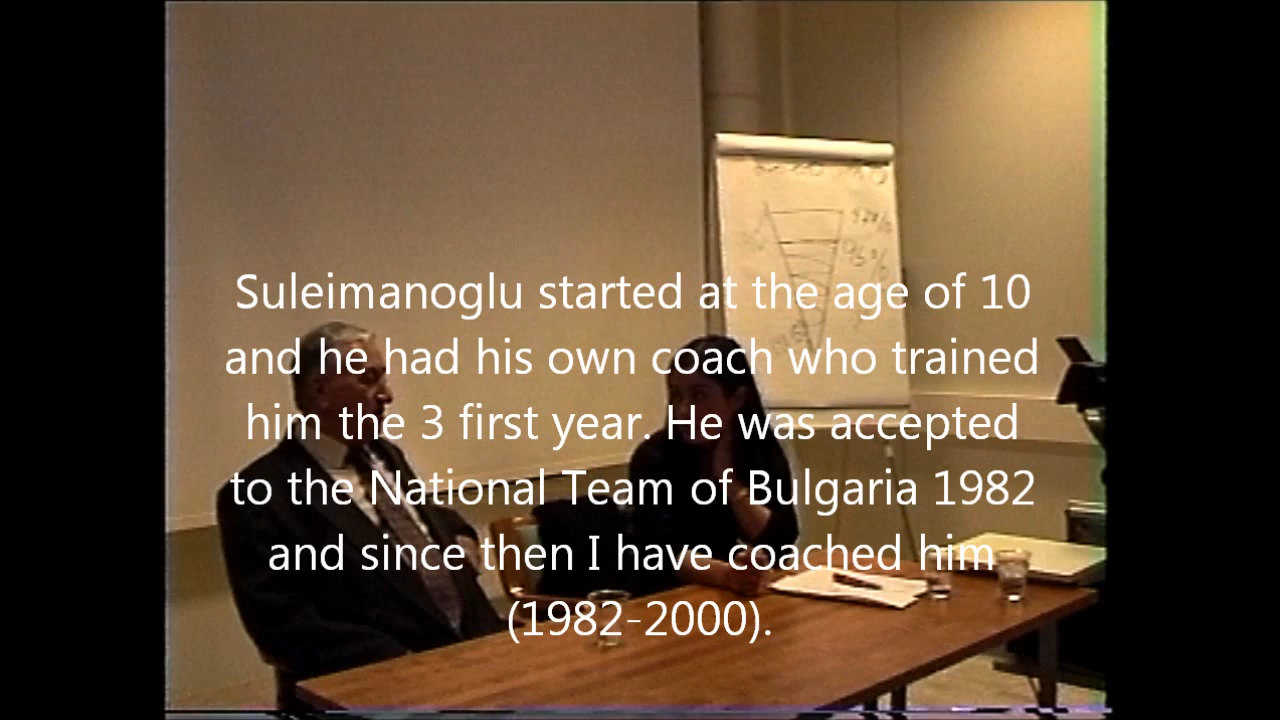 Suleimanoglu started at the age of 10
and he had his own coach who trained
him the 3 first year. He was accepted
to the National Team of Bulgaria 1982
and since then I have coached him
(1982-2000).